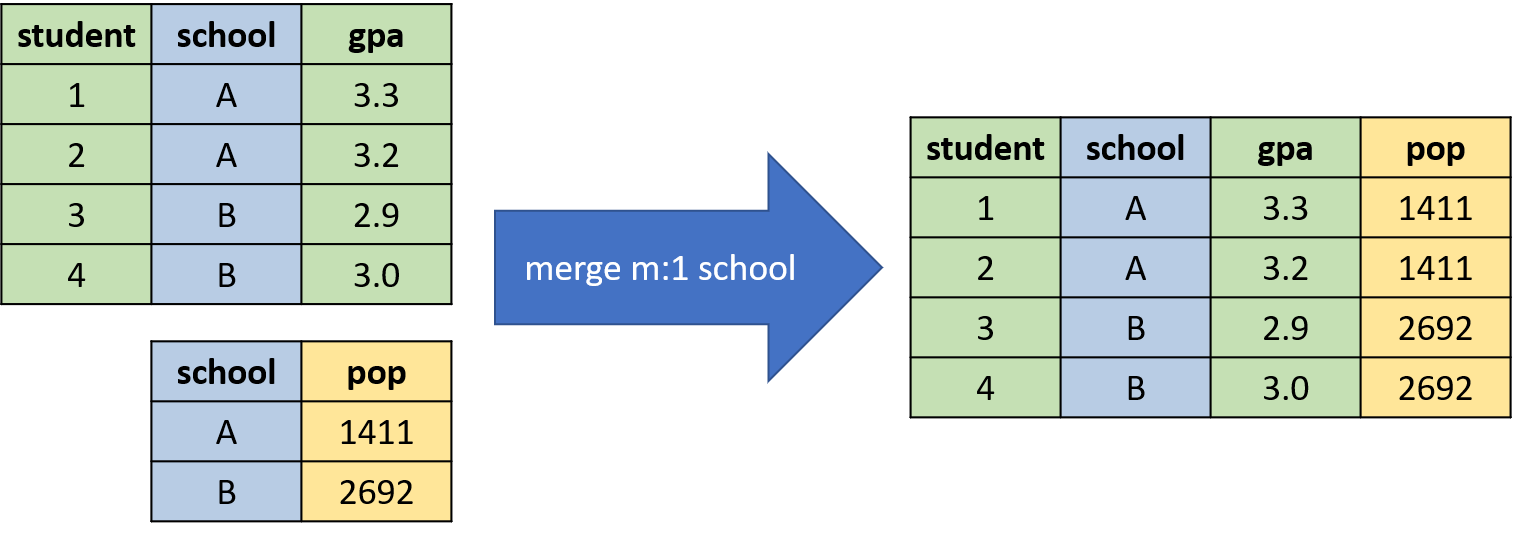 student school gpa
1 A 3.3
2 A 3.2
3 B 2.9
4 B 3.0
school pop
A 1411
B 2692
merge m:1 school
student school gpa pop
1 A 3.3 1411
2 A 3.2 1411
3 B 2.9 2692
4 B 3.0 2692